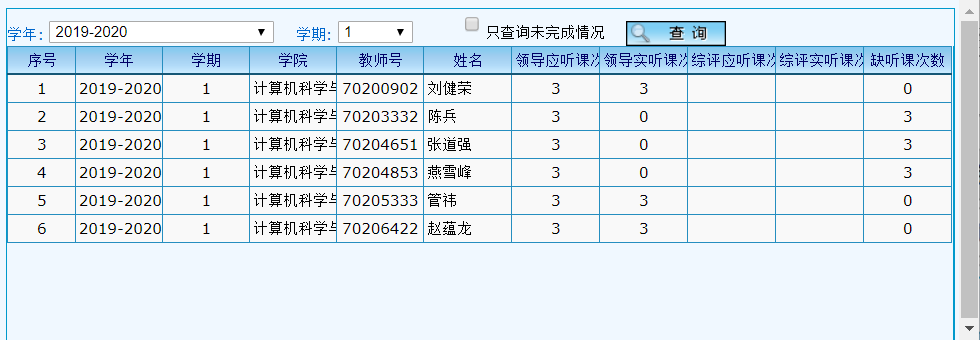 学年: 2019-2020 学期: 1 只查询未完成情况 查 询
序号 学年 学期 学院 教师号 姓名 领导应听课次 领导实听课次 综评应听课次 综评实听课次 缺听课次数
1 2019-2020 1 计算机科学与 70200902 刘健荣 3 3 0
2 2019-2020 1 计算机科学与 70203332 陈兵 3 0 3
3 2019-2020 1 计算机科学与 70204651 张道强 3 0 3
4 2019-2020 1 计算机科学与 70204853 燕雪峰 3 0 3
5 2019-2020 1 计算机科学与 70205333 管祎 3 3 0
6 2019-2020 1 计算机科学与 70206422 赵蕴龙 3 3 0